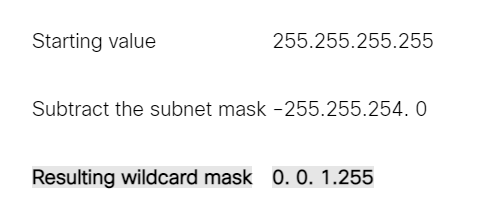 Starting value 255.255.255.255
Subtract the subnet mask -255.255.254. 0
Resulting wildcard mask 0. 0. 1.255